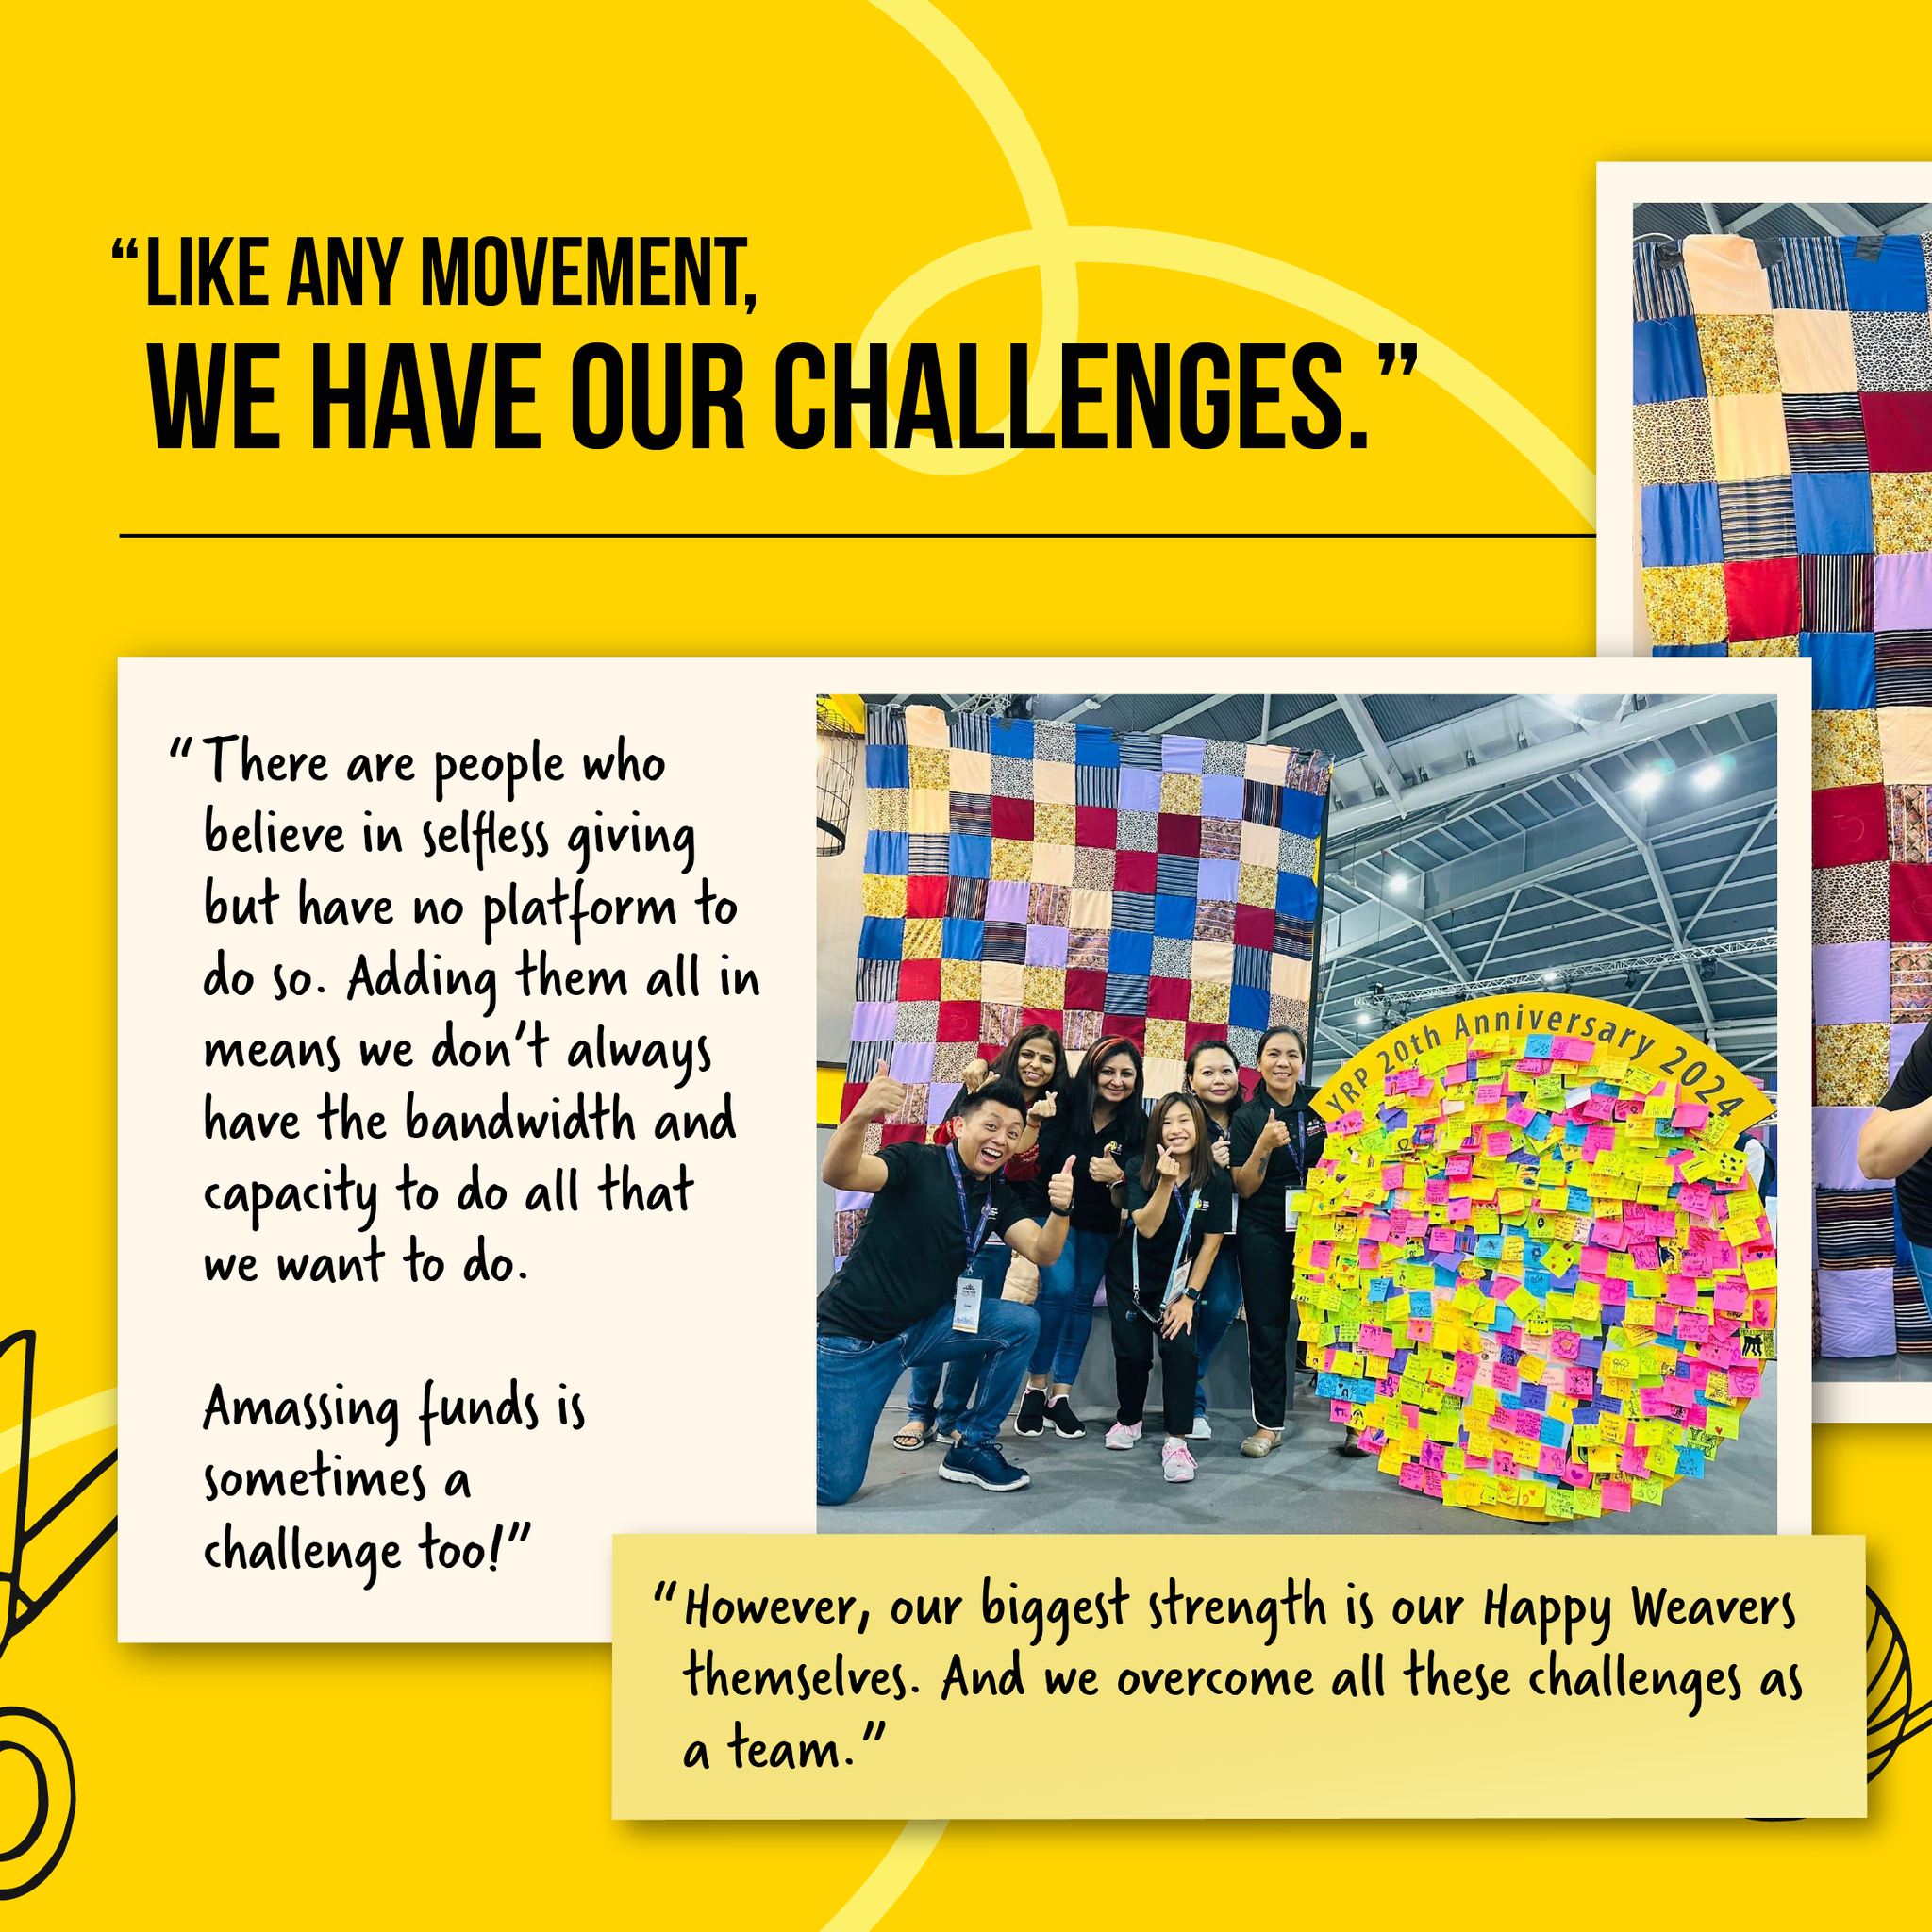 “LIKE ANY MOVEMENT,
WE HAVE OUR CHALLENGES.”
“There are people who
believe in selfless giving
but have no platform to
do so. Adding them all in
means we don’t always
have the bandwidth and
capacity to do all that
we want to do.
Amassing funds is
sometimes a
challenge too!”
YRP 20th Anniversary 2024
“However, our biggest strength is our Happy Weavers
themselves. And we overcome all these challenges as
a team.”